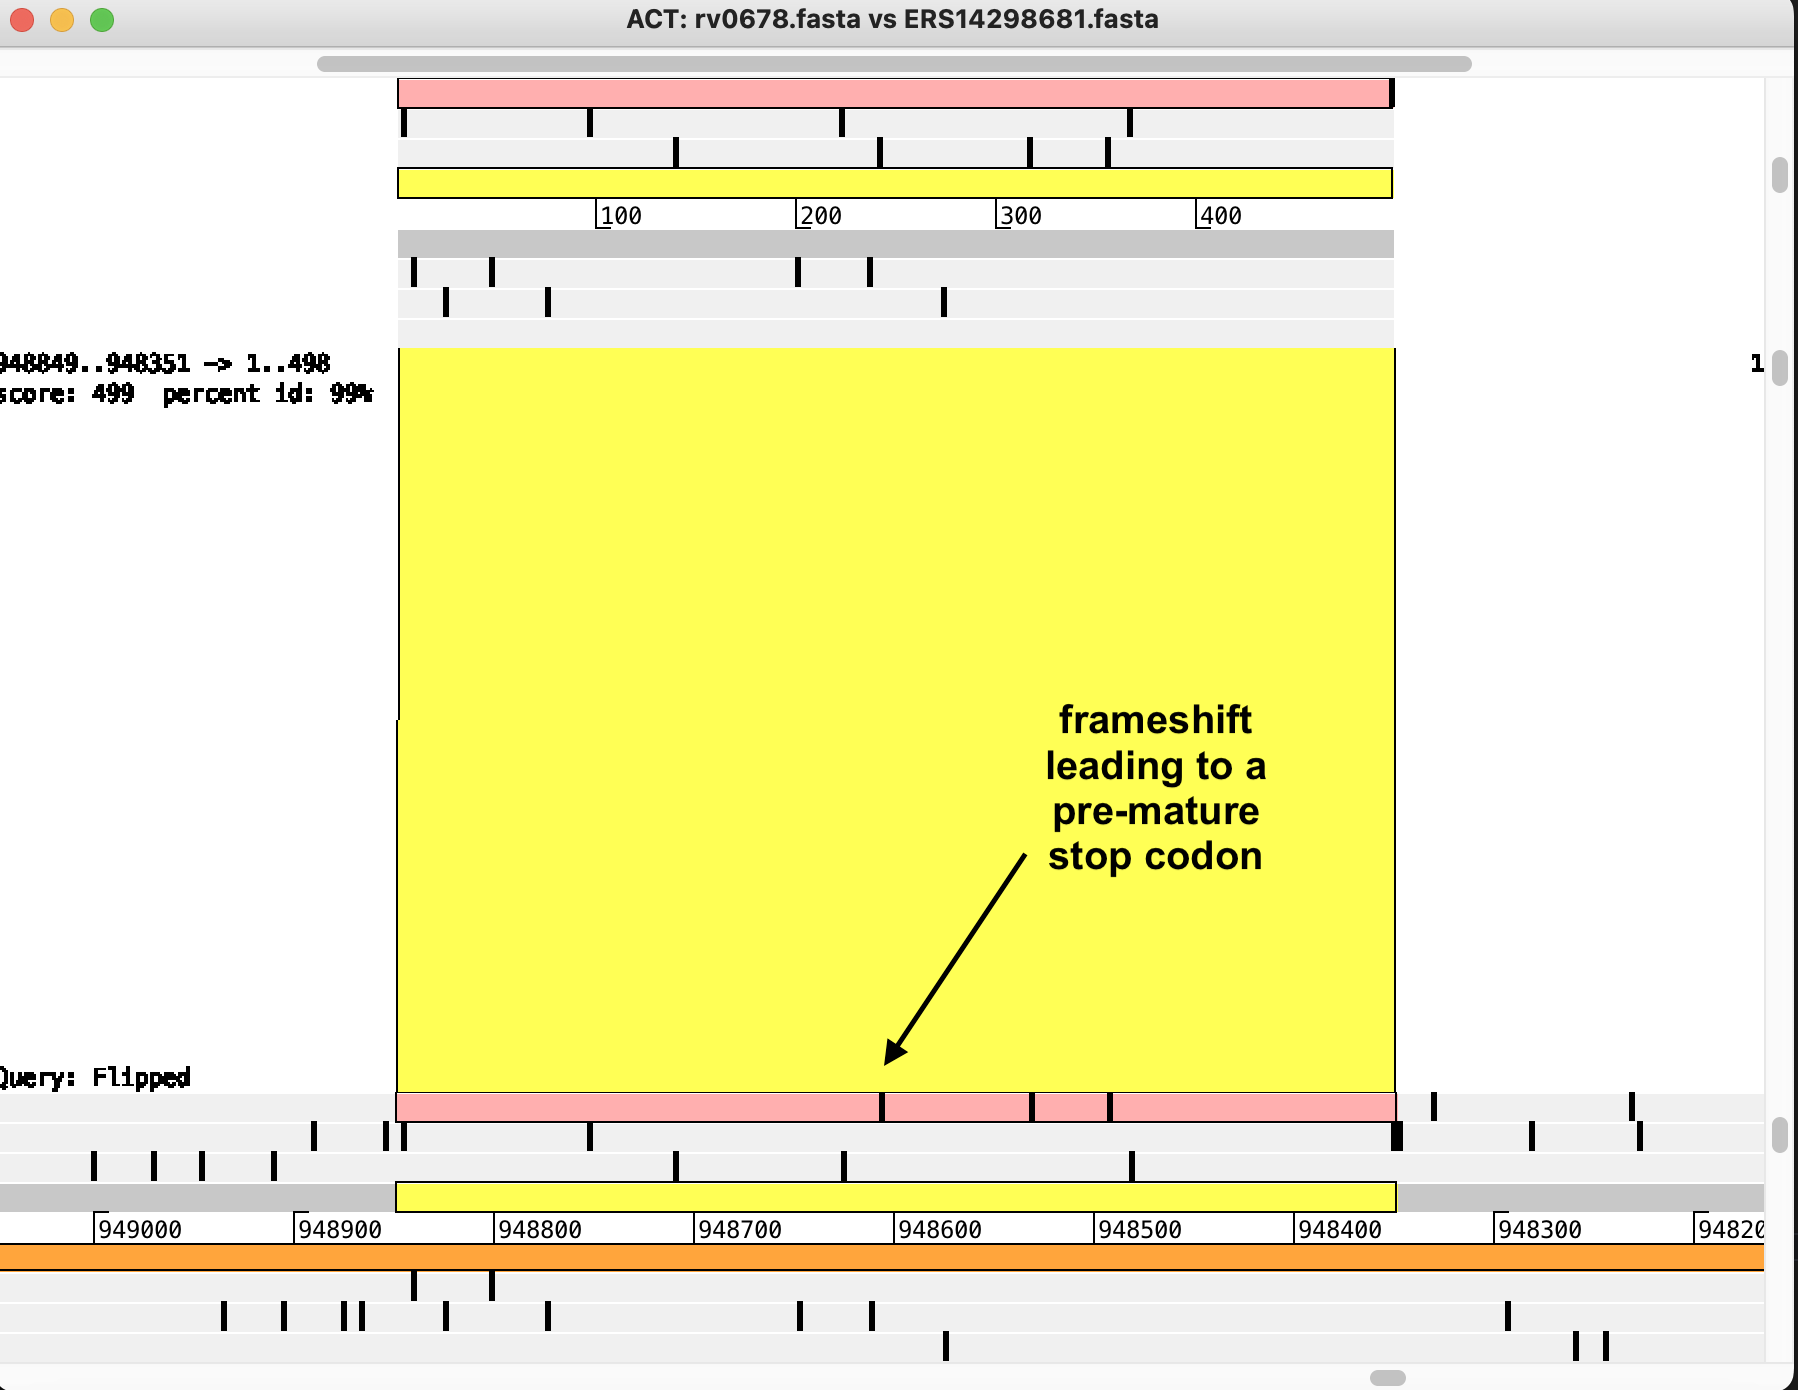 ACT: rv0678.fasta vs ERS14298681.fasta
100 200 300 400
948849..948351 -> 1..498
1
score: 499 percent id: 99%
frameshift
leading to a
pre-mature
stop codon
Query: Flipped
949000 948900 948800 948700 948600 948500 948400 948300 94820